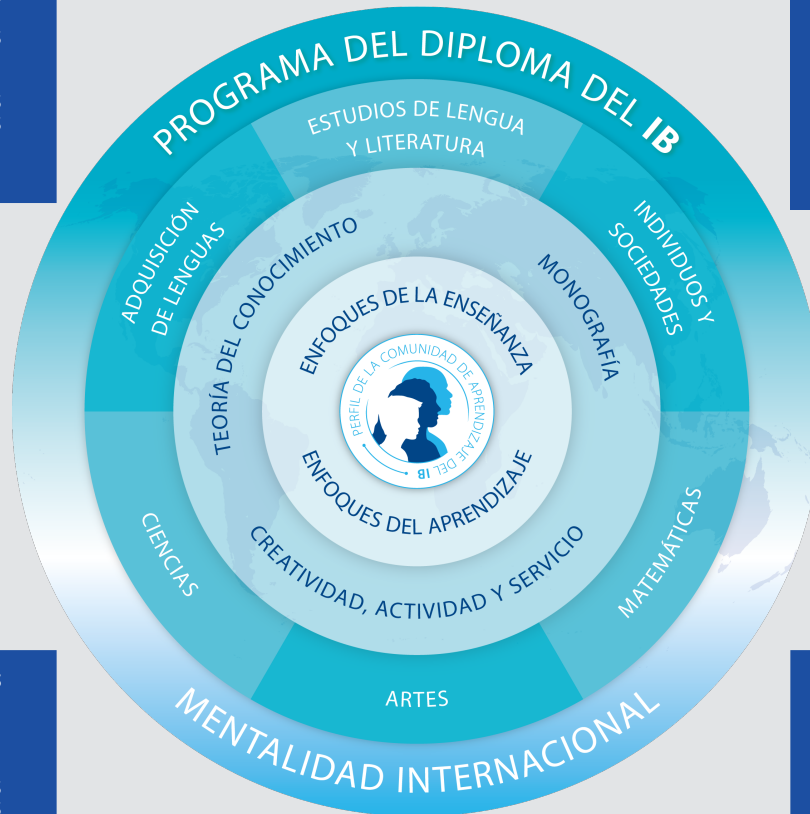 PROGRAMA DEL DIPLOMA DEL IB
ESTUDIOS DE LENGUA
Y LITERATURA
ADQUISICIÓN
DE LENGUAS
INDIVIDUOS Y
SOCIEDADES
TEORÍA DEL CONOCIMIENTO
MONOGRAFÍA
ENFOQUES DE LA ENSEÑANZA
PERFIL DE LA COMUNIDAD DE APRENDIZAJE DEL IB
ENFOQUES DEL APRENDIZAJE
CREATIVIDAD, ACTIVIDAD Y SERVICIO
CIENCIAS
MATEMÁTICAS
ARTES
MENTALIDAD INTERNACIONAL